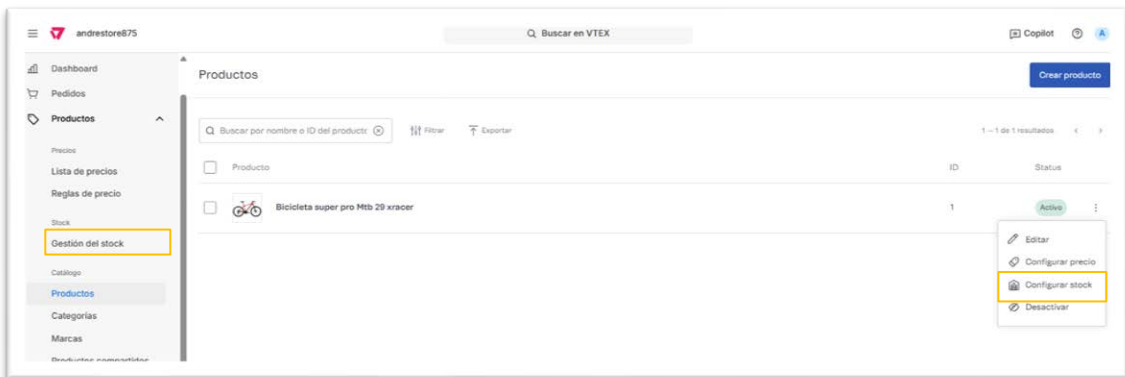 andrestore875
Buscar en VTEX
Copilot
A
Dashboard
Pedidos
Productos
Precios
Lista de precios
Reglas de precio
Stock
Gestión del stock
Catálogo
Productos
Categorías
Marcas
Productos compartidos
Productos
Crear producto
Buscar por nombre o ID del producto
Filtrar
Exportar
1 – 1 de 1 resultados
Producto
ID
Status
Bicicleta super pro Mtb 29 xracer
1
Activo
Editar
Configurar precio
Configurar stock
Desactivar